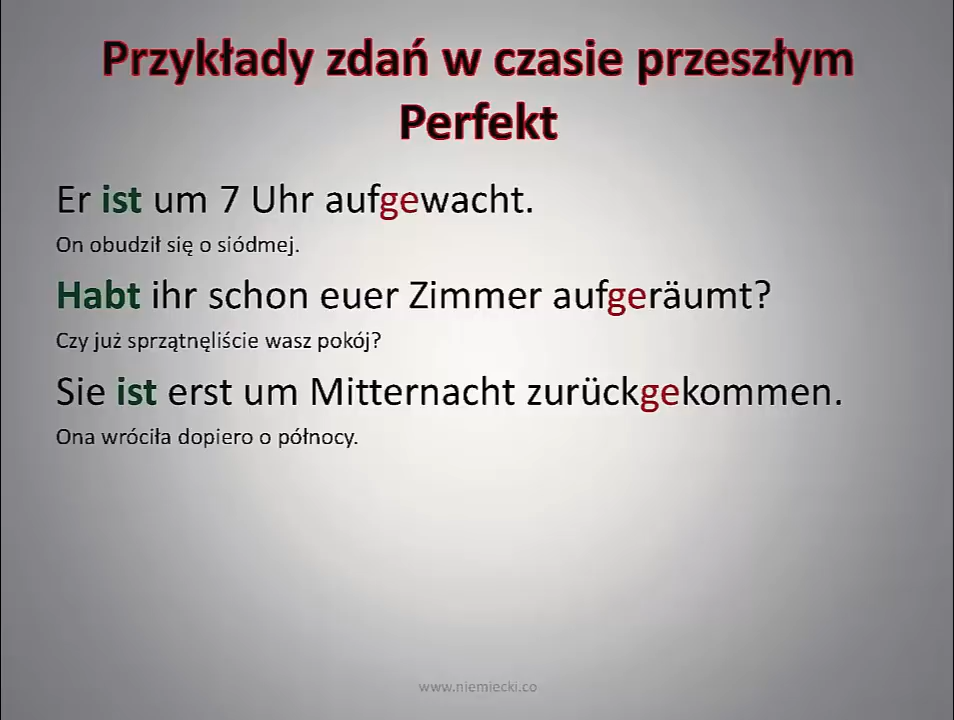 Przykłady zdań w czasie przeszłym
Perfekt
Er ist um 7 Uhr aufgewacht.
On obudził się o siódmej.
Habt ihr schon euer Zimmer aufgeräumt?
Czy już sprzątnęliście wasz pokój?
Sie ist erst um Mitternacht zurückgekommen.
Ona wróciła dopiero o północy.
www.niemiecki.co